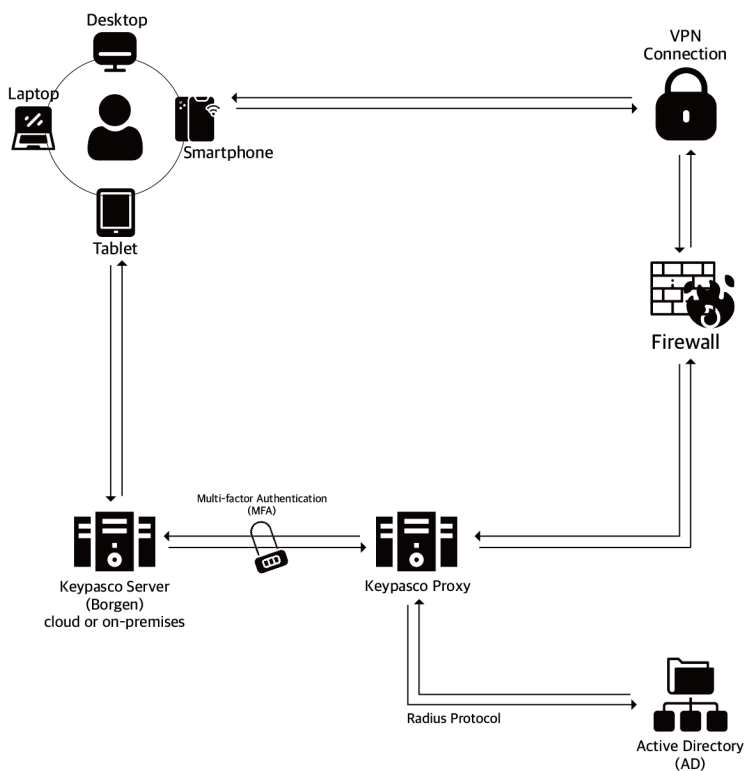 Desktop
VPN
Connection
Laptop
Smartphone
Tablet
Firewall
Multi-factor Authentication
(MFA)
Keypasco Server
(Borgen)
cloud or on-premises
Keypasco Proxy
Radius Protocol
Active Directory
(AD)